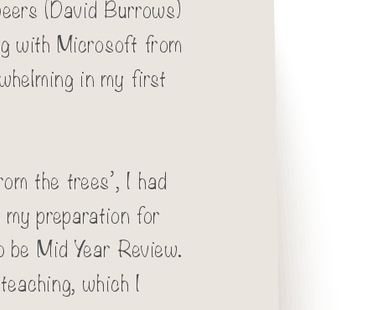 peers (David Burrows)
g with Microsoft from
whelming in my first
rom the trees', I had
my preparation for
o be Mid Year Review.
teaching, which I